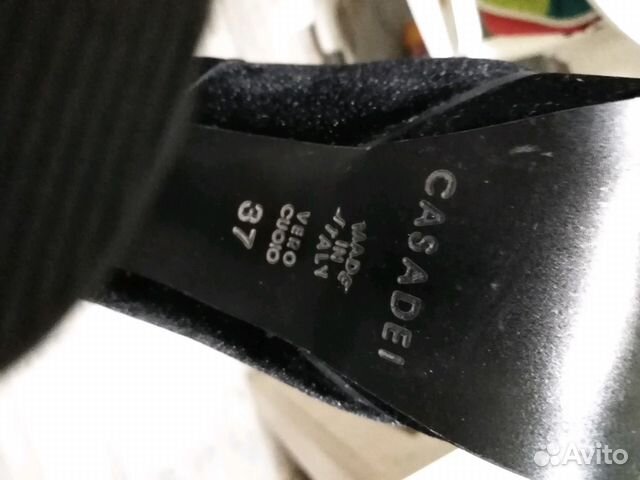 CASADEI
MADE
IN
ITALY
VERO
CUOIO
37
Avito